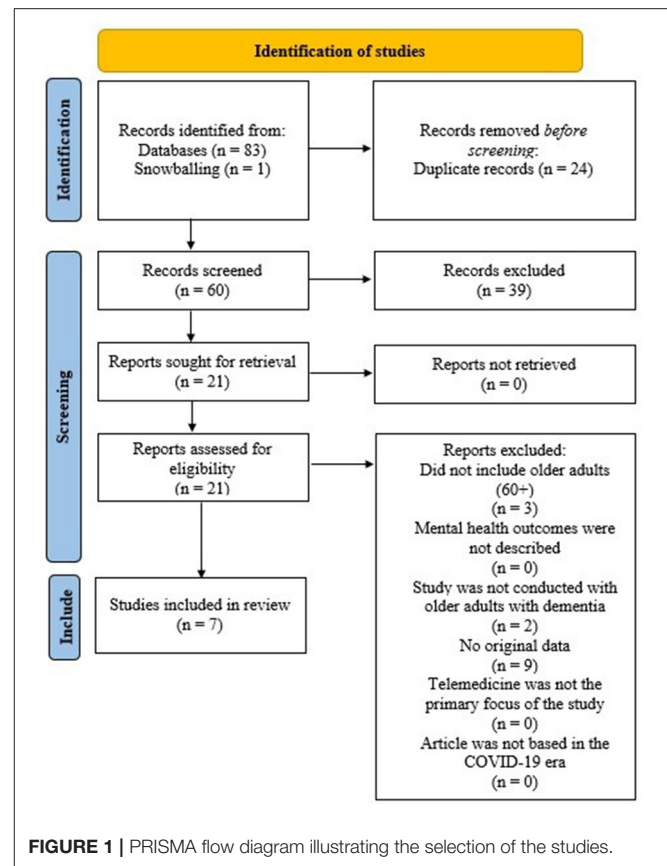 Identification of studies
Identification
Records identified from:
Databases (n = 83)
Snowballing (n = 1)
Records removed before
screening:
Duplicate records (n = 24)
Screening
Records screened
(n = 60)
Records excluded
(n = 39)
Reports sought for retrieval
(n = 21)
Reports not retrieved
(n = 0)
Reports assessed for
eligibility
(n = 21)
Reports excluded:
Did not include older adults
(60+)
(n = 3)
Mental health outcomes were
not described
(n = 0)
Study was not conducted with
older adults with dementia
(n = 2)
No original data
(n = 9)
Telemedicine was not the
primary focus of the study
(n = 0)
Article was not based in the
COVID-19 era
(n = 0)
Include
Studies included in review
(n = 7)
FIGURE 1 | PRISMA flow diagram illustrating the selection of the studies.